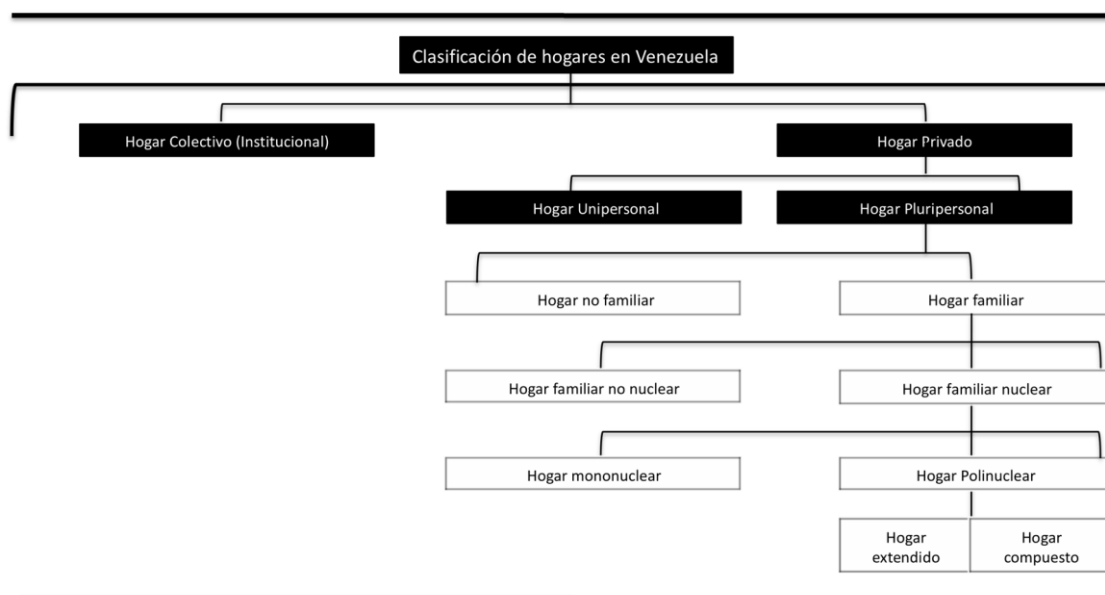 Clasificación de hogares en Venezuela
Hogar Colectivo (Institucional)
Hogar Privado
Hogar Unipersonal
Hogar Pluripersonal
Hogar no familiar
Hogar familiar
Hogar familiar no nuclear
Hogar familiar nuclear
Hogar mononuclear
Hogar Polinuclear
Hogar
extendido
Hogar
compuesto